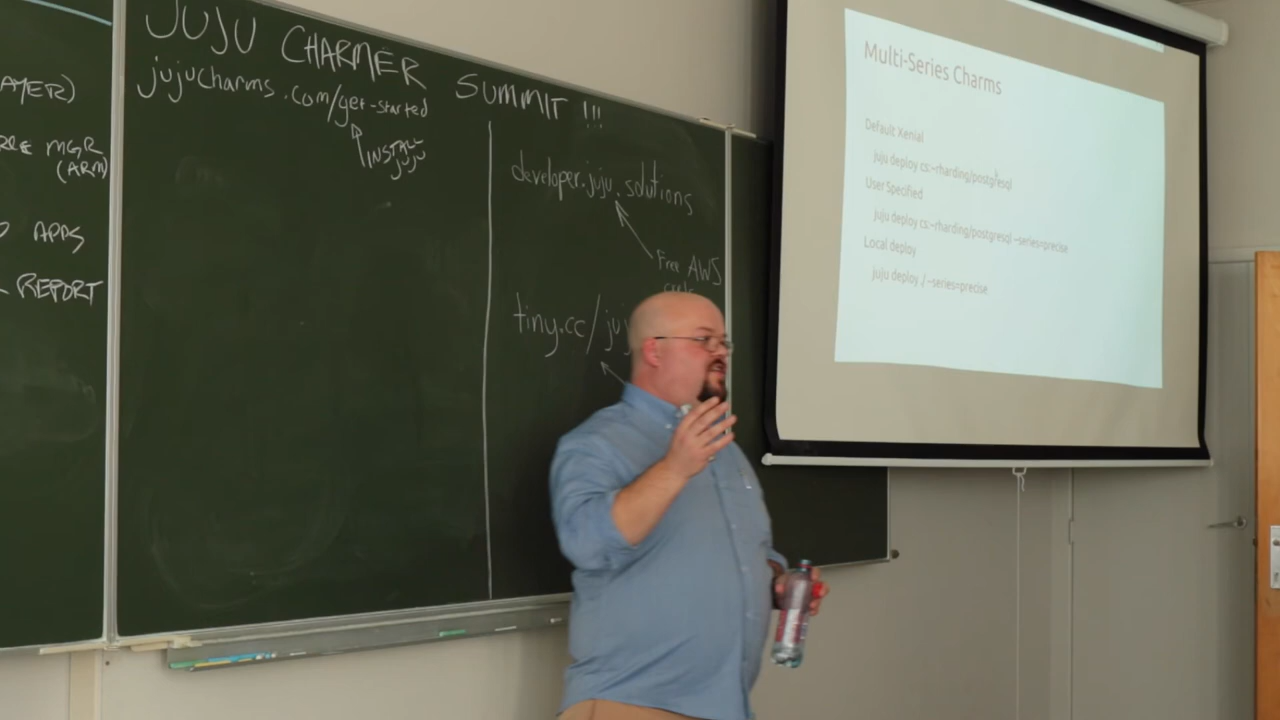 JUJU CHARMER SUMMIT !!!
jujucharms.com/get-started
INSTALL
juju
developer.juju.solutions
Free AWS
tiny.cc/juj
AYER)
MGR
(ARM)
APPS
REPORT
Multi-Series Charms
Default Xenial
juju deploy cs:~rharding/postgresql
User Specified
juju deploy cs:~rharding/postgresql --series=precise
Local deploy
juju deploy ./ --series=precise